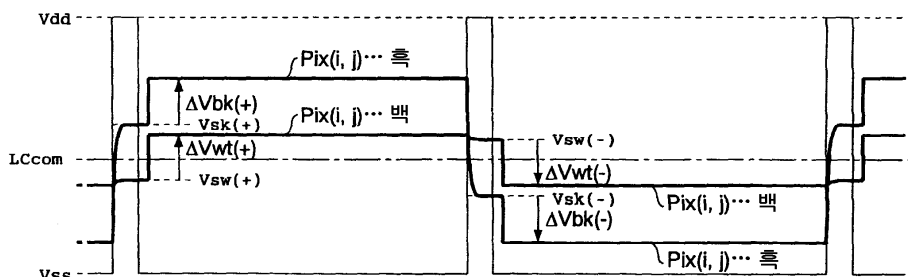 Vdd
Pix(i, j)··· 흑
ΔVbk(+)
Vsk(+)
Pix(i, j)··· 백
Vsw(-)
LCcom
ΔVwt(+)
Vsw(+)
ΔVwt(-)
Vsk(-)
Pix(i, j)··· 백
ΔVbk(-)
Pix(i, j)··· 흑
Vss